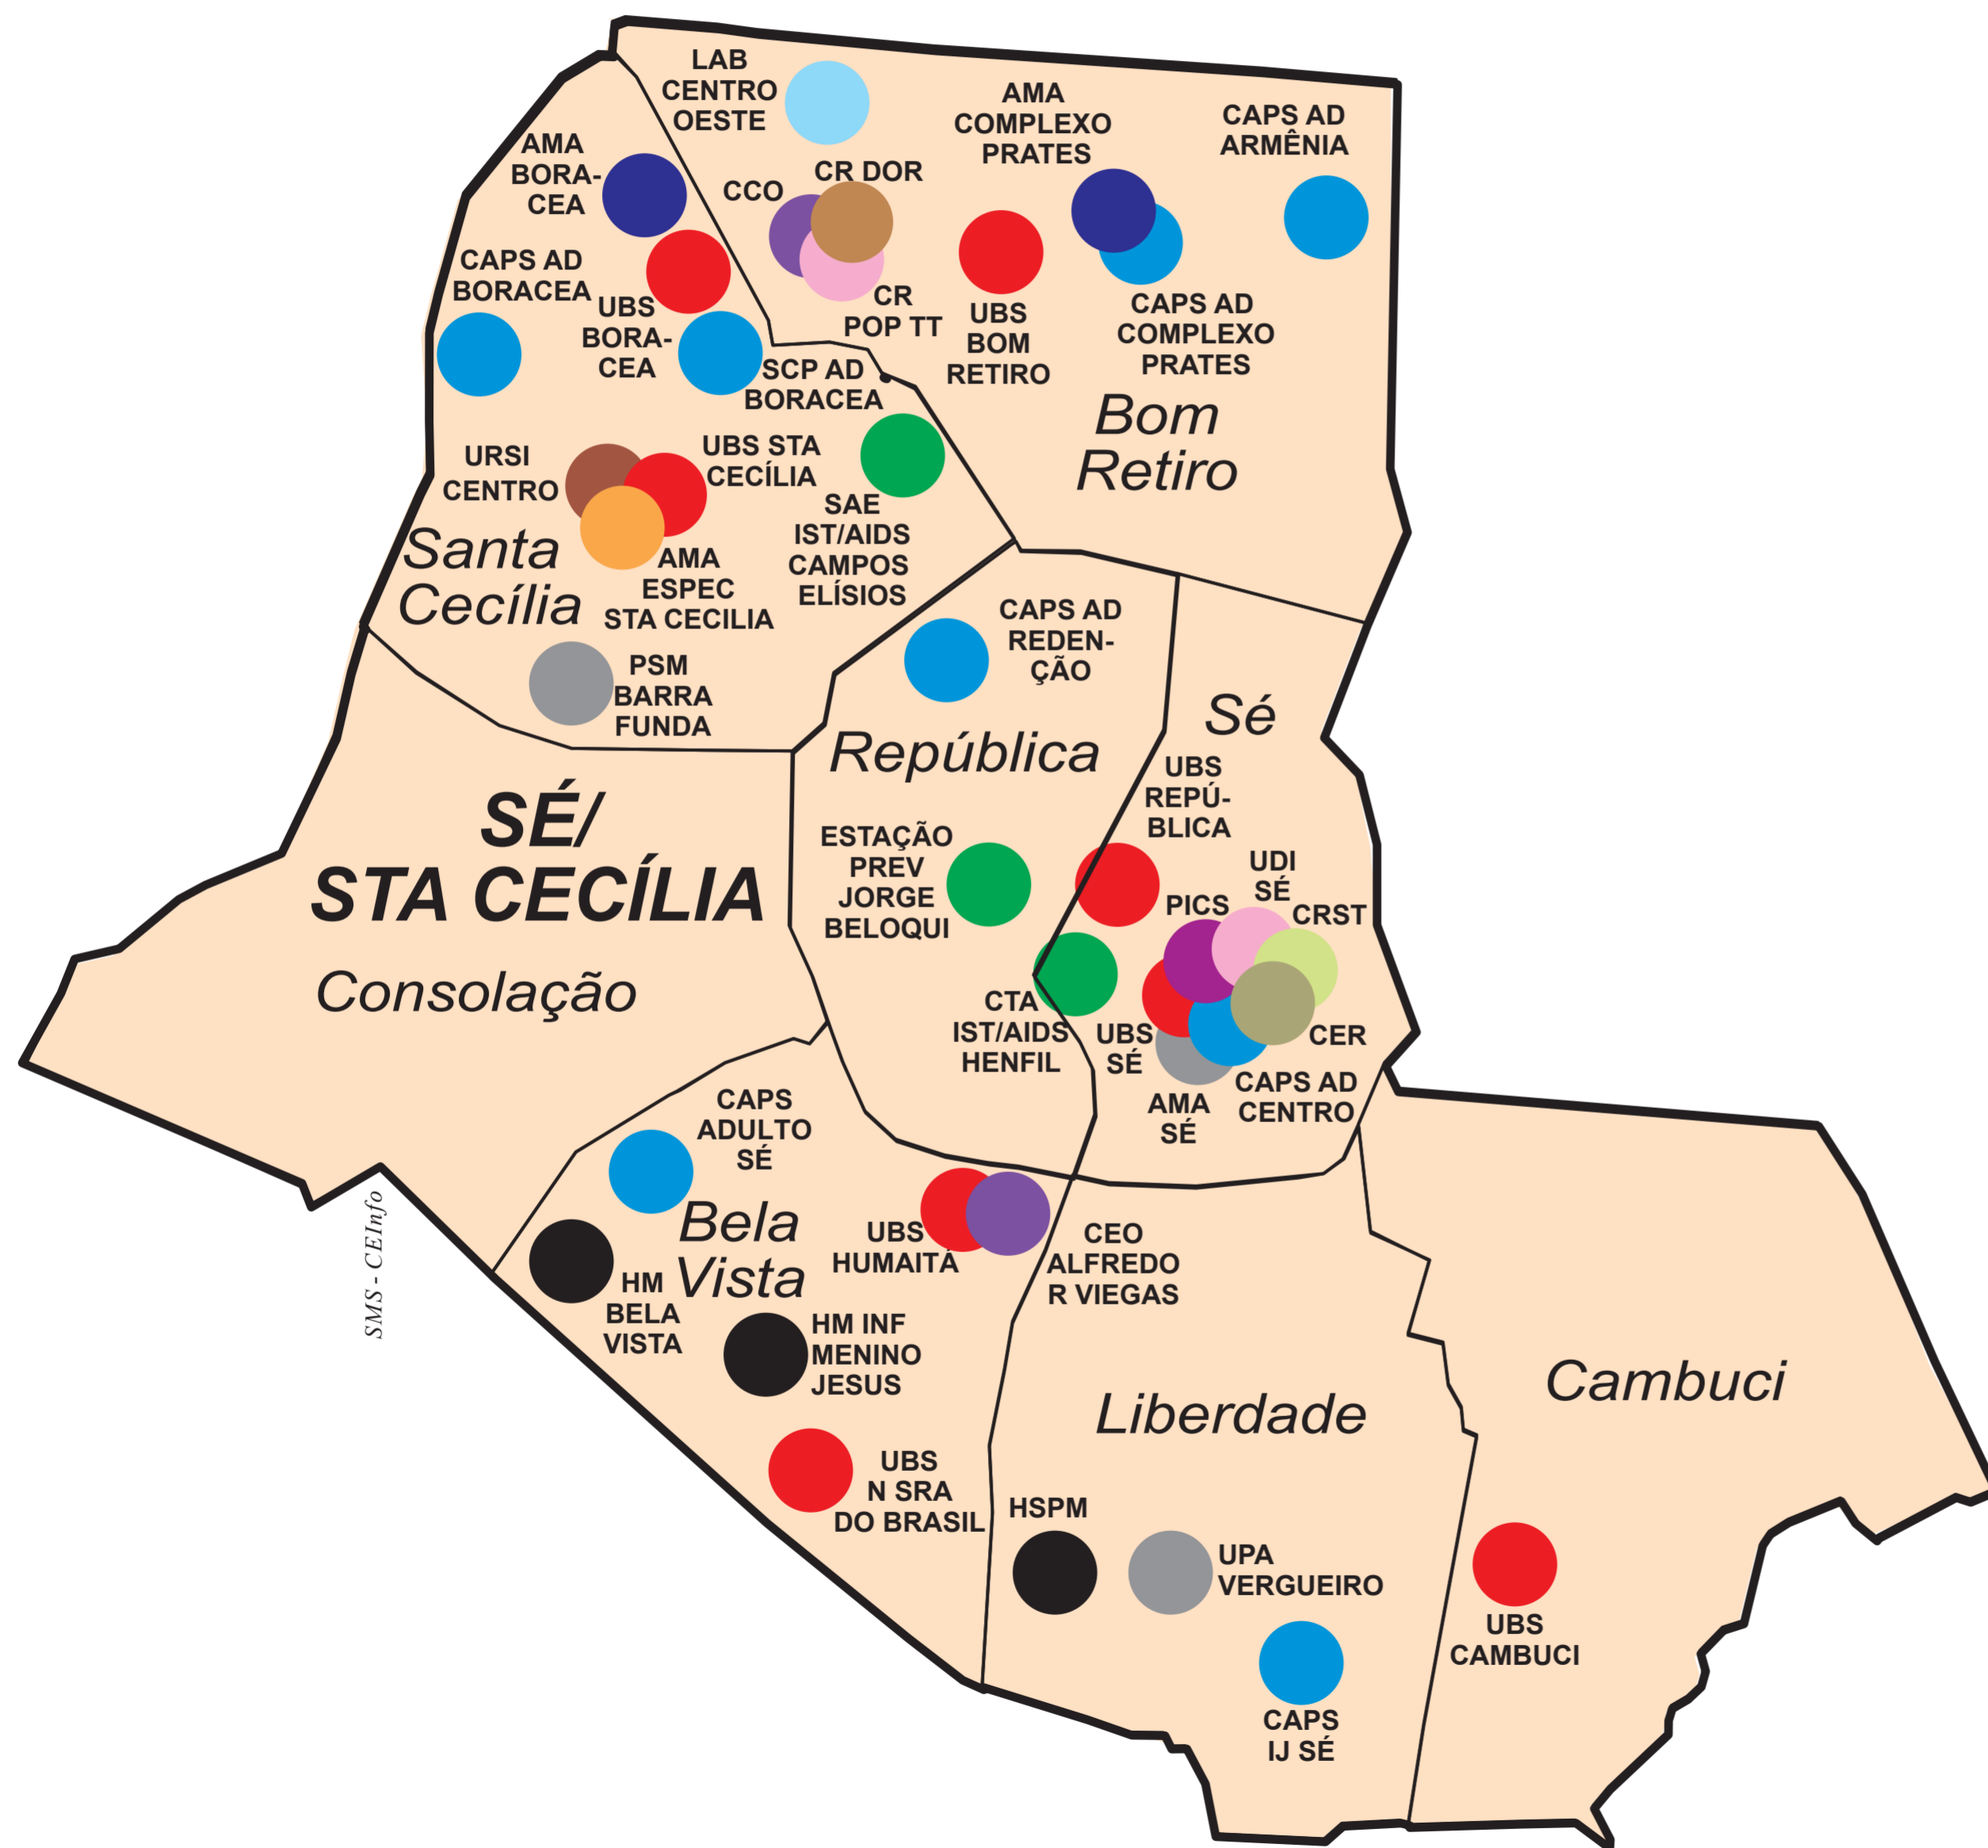 LAB
CENTRO
OESTE
AMA
COMPLEXO
PRATES
CAPS AD
ARMÊNIA
AMA
BORA-
CEA
CCO
CR DOR
CAPS AD
BORACEA
UBS
BORA-
CEA
CR
POP TT
UBS
BOM
RETIRO
CAPS AD
COMPLEXO
PRATES
SCP AD
BORACEA
Bom
Retiro
URSI
CENTRO
UBS STA
CECÍLIA
SAE
IST/AIDS
CAMPOS
ELÍSIOS
Santa
Cecília
AMA
ESPEC
STA CECILIA
PSM
BARRA
FUNDA
CAPS AD
REDEN-
ÇÃO
República
Sé
UBS
REPÚ-
BLICA
SÉ/
STA CECÍLIA
Consolação
ESTAÇÃO
PREV
JORGE
BELOQUI
UDI
SÉ
PICS
CRST
CTA
IST/AIDS
HENFIL
UBS
SÉ
CER
AMA
SÉ
CAPS AD
CENTRO
CAPS
ADULTO
SÉ
Bela
Vista
UBS
HUMAITÁ
CEO
ALFREDO
R VIEGAS
SMS - CEInfo
HM
BELA
VISTA
HM INF
MENINO
JESUS
Cambuci
Liberdade
UBS
N SRA
DO BRASIL
HSPM
UPA
VERGUEIRO
UBS
CAMBUCI
CAPS
IJ SÉ